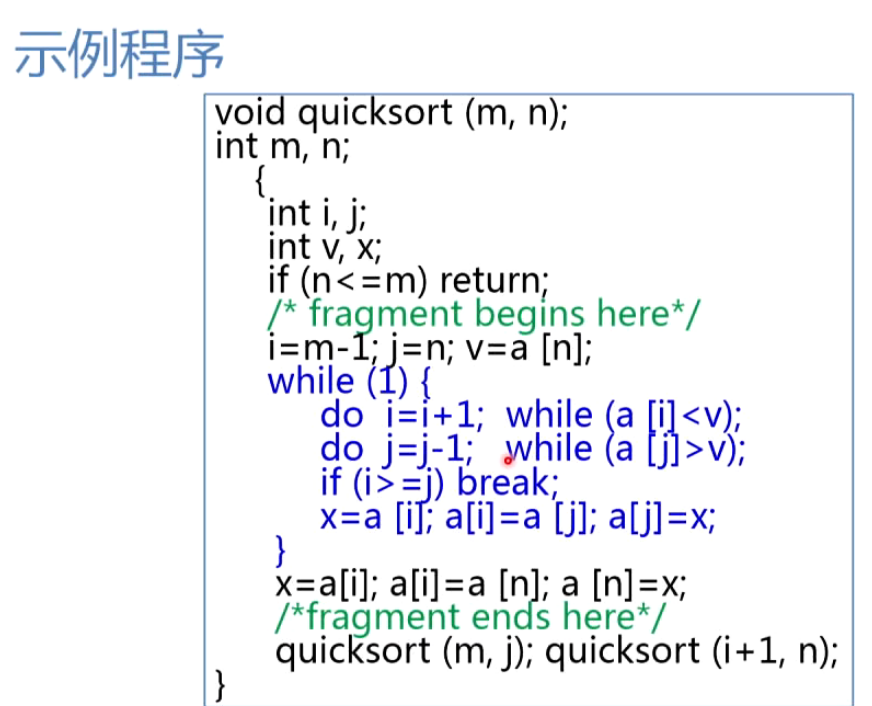 示例程序
void quicksort (m, n);
int m, n;
{
int i, j;
int v, x;
if (n<=m) return;
/* fragment begins here*/
i=m-1; j=n; v=a [n];
while (1) {
do i=i+1; while (a [i]<v);
do j=j-1; while (a [j]>v);
if (i>=j) break;
x=a [i]; a[i]=a [j]; a[j]=x;
}
x=a[i]; a[i]=a [n]; a [n]=x;
/*fragment ends here*/
quicksort (m, j); quicksort (i+1, n);
}